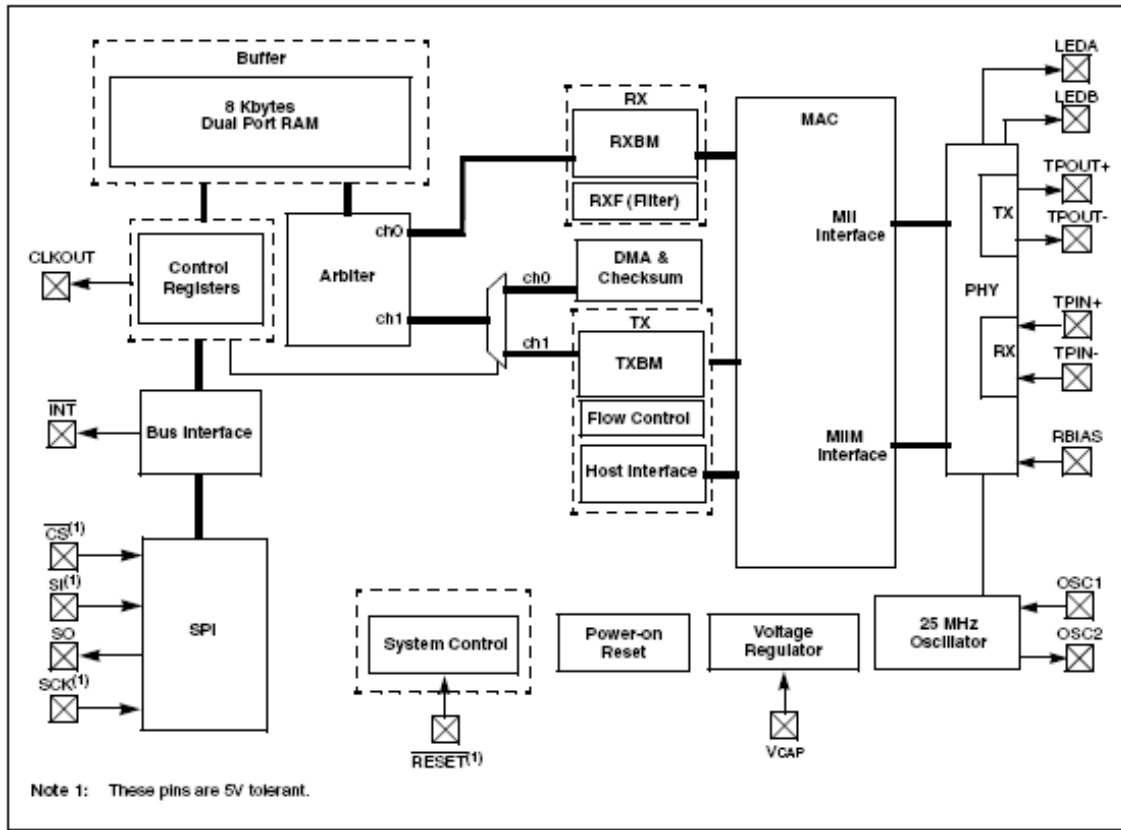 Buffer
8 Kbytes
Dual Port RAM
CLKOUT
Control
Registers
ch0
Arbiter
ch1
INT
Bus Interface
CS(1)
SI(1)
SO
SCK(1)
SPI
RX
RXBM
RXF (Filter)
ch0
DMA &
Checksum
ch1
TX
TXBM
Flow Control
Host Interface
MAC
MII
Interface
MIIM
Interface
PHY
TX
RX
LEDA
LEDB
TPOUT+
TPOUT-
TPIN+
TPIN-
RBIAS
System Control
RESET(1)
Power-on
Reset
Voltage
Regulator
VCAP
25 MHz
Oscillator
OSC1
OSC2
Note 1: These pins are 5V tolerant.